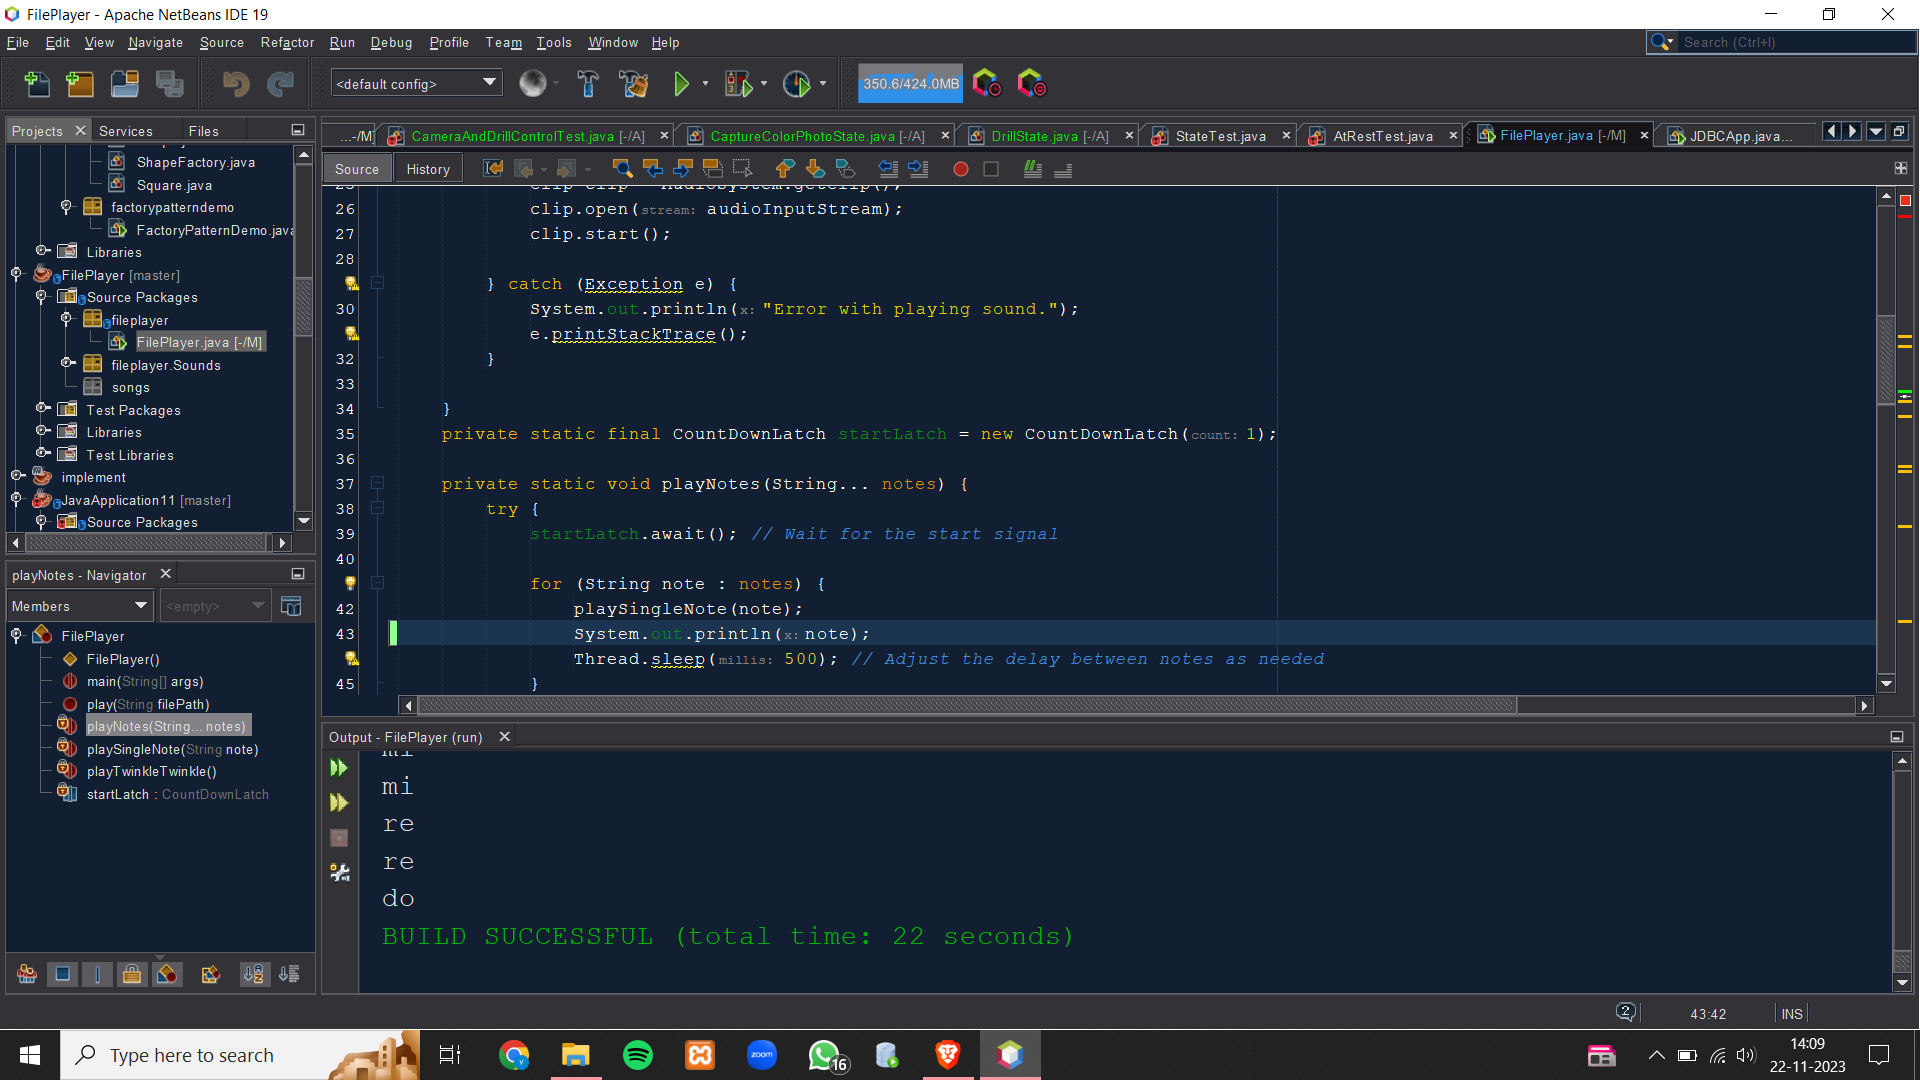 FilePlayer - Apache NetBeans IDE 19
File Edit View Navigate Source Refactor Run Debug Profile Team Tools Window Help
Search (Ctrl+I)
<default config>
350.6/424.0MB
Projects Services Files
...-/M] CameraAndDrillControlTest.java [-/A] CaptureColorPhotoState.java [-/A] DrillState.java [-/A] StateTest.java AtRestTest.java FilePlayer.java [-/M] JDBCApp.java...
Source History
ShapeFactory.java
Square.java
factorypatterndemo
FactoryPatternDemo.java
Libraries
FilePlayer [master]
Source Packages
fileplayer
FilePlayer.java [-/M]
fileplayer.Sounds
songs
Test Packages
Libraries
Test Libraries
implement
JavaApplication11 [master]
Source Packages
26 clip.open(stream: audioInputStream);
27 clip.start();
28
} catch (Exception e) {
30 System.out.println(x: "Error with playing sound.");
e.printStackTrace();
32 }
33
34 }
35 private static final CountDownLatch startLatch = new CountDownLatch(count: 1);
36
37 private static void playNotes(String... notes) {
38 try {
39 startLatch.await(); // Wait for the start signal
40
for (String note : notes) {
42 playSingleNote(note);
43 System.out.println(x: note);
Thread.sleep(millis: 500); // Adjust the delay between notes as needed
45 }
playNotes - Navigator
Members <empty>
FilePlayer
FilePlayer()
main(String[] args)
play(String filePath)
playNotes(String... notes)
playSingleNote(String note)
playTwinkleTwinkle()
startLatch : CountDownLatch
Output - FilePlayer (run)
mi
mi
re
re
do
BUILD SUCCESSFUL (total time: 22 seconds)
2
43:42 INS
Type here to search
zoom
16
14:09
22-11-2023